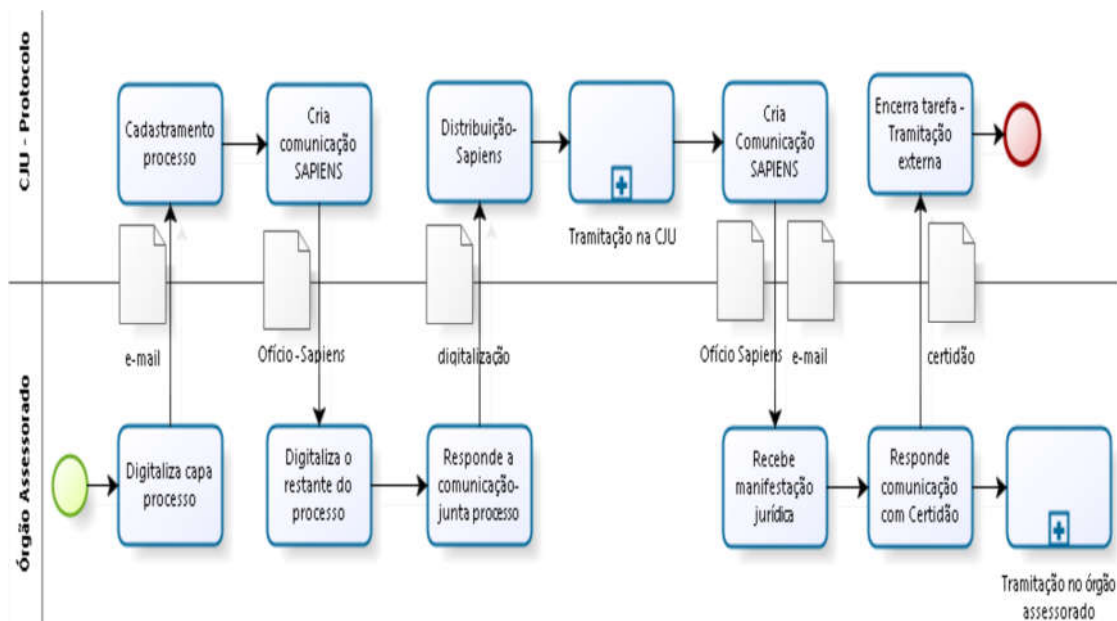 CJU - Protocolo
Cadastramento
processo
Cria
comunicação
SAPIENS
Distribuição-
Sapiens
Tramitação na CJU
Cria
Comunicação
SAPIENS
Encerra tarefa -
Tramitação
externa
e-mail
Ofício -Sapiens
digitalização
Ofício Sapiens
e-mail
certidão
Órgão Assessorado
Digitaliza capa
processo
Digitaliza o
restante do
processo
Responde a
comunicação-
junta processo
Recebe
manifestação
jurídica
Responde
comunicação
com Certidão
Tramitação no órgão
assessorado